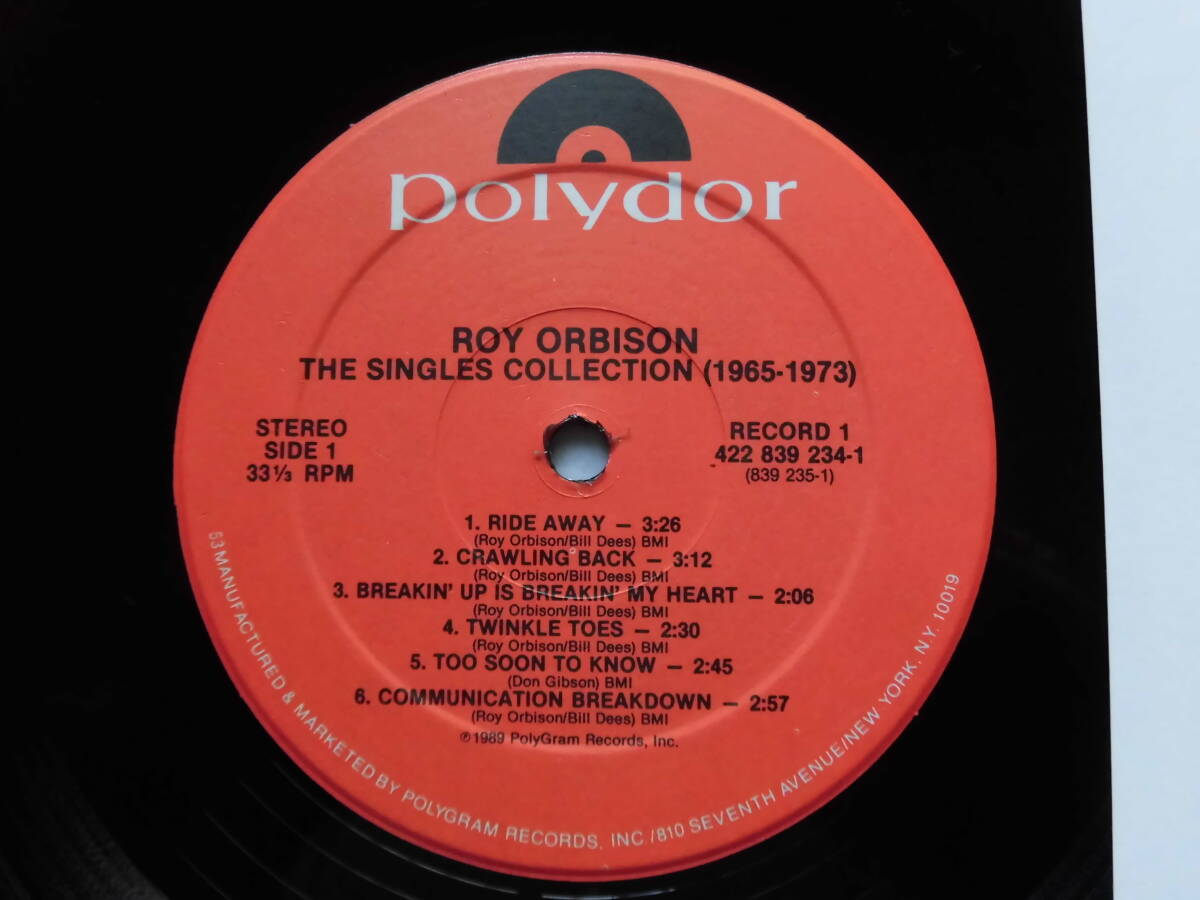 polydor
ROY ORBISON
THE SINGLES COLLECTION (1965-1973)
STEREO
SIDE 1
33⅓ RPM
RECORD 1
422 839 234-1
(839 235-1)
1. RIDE AWAY — 3:26
(Roy Orbison/Bill Dees) BMI
2. CRAWLING BACK — 3:12
(Roy Orbison/Bill Dees) BMI
3. BREAKIN' UP IS BREAKIN' MY HEART — 2:06
(Roy Orbison/Bill Dees) BMI
4. TWINKLE TOES — 2:30
(Roy Orbison/Bill Dees) BMI
5. TOO SOON TO KNOW — 2:45
(Don Gibson) BMI
6. COMMUNICATION BREAKDOWN — 2:57
(Roy Orbison/Bill Dees) BMI
℗1989 PolyGram Records, Inc.
53 MANUFACTURED & MARKETED BY POLYGRAM RECORDS, INC./810 SEVENTH AVENUE/NEW YORK, N.Y. 10019